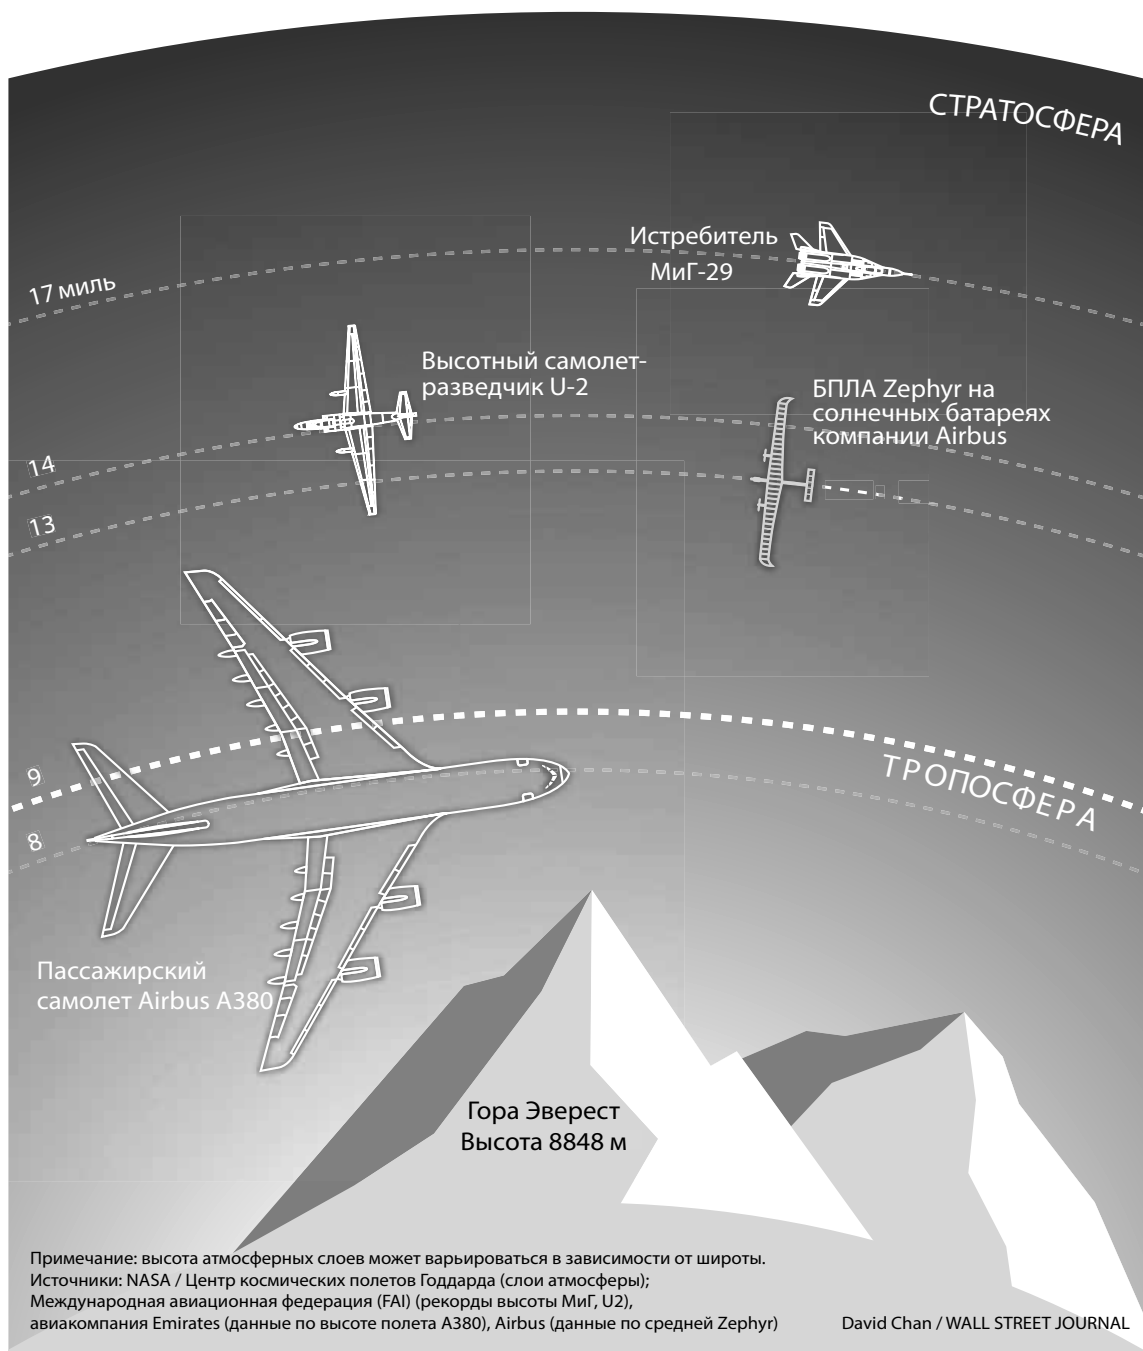 СТРАТОСФЕРА
Истребитель
МиГ-29
17 миль
Высотный самолет-
разведчик U-2
БПЛА Zephyr на
солнечных батареях
компании Airbus
14
13
9
ТРОПОСФЕРА
8
Пассажирский
самолет Airbus A380
Гора Эверест
Высота 8848 м
Примечание: высота атмосферных слоев может варьироваться в зависимости от широты.
Источники: NASA / Центр космических полетов Годдарда (слои атмосферы);
Международная авиационная федерация (FAI) (рекорды высоты МиГ, U2),
авиакомпания Emirates (данные по высоте полета А380), Airbus (данные по средней Zephyr)
David Chan / WALL STREET JOURNAL